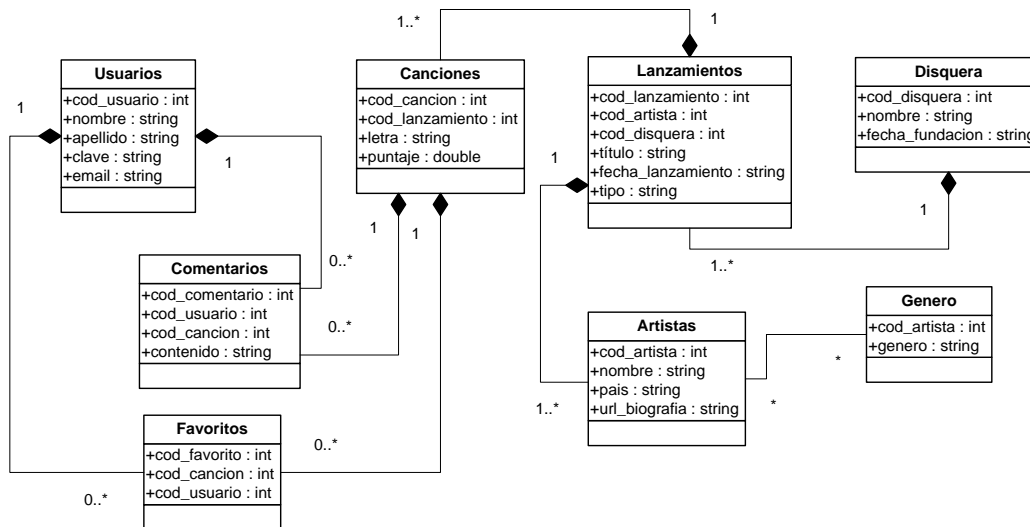 Usuarios
+cod_usuario : int
+nombre : string
+apellido : string
+clave : string
+email : string
1
1
Canciones
+cod_cancion : int
+cod_lanzamiento : int
+letra : string
+puntaje : double
1..*
1
1
1
Lanzamientos
+cod_lanzamiento : int
+cod_artista : int
+cod_disquera : int
+título : string
+fecha_lanzamiento : string
+tipo : string
1
Disquera
+cod_disquera : int
+nombre : string
+fecha_fundacion : string
1
1..*
Comentarios
+cod_comentario : int
+cod_usuario : int
+cod_cancion : int
+contenido : string
0..*
0..*
Artistas
+cod_artista : int
+nombre : string
+pais : string
+url_biografia : string
1..*
*
Genero
+cod_artista : int
+genero : string
*
Favoritos
+cod_favorito : int
+cod_cancion : int
+cod_usuario : int
0..*
0..*